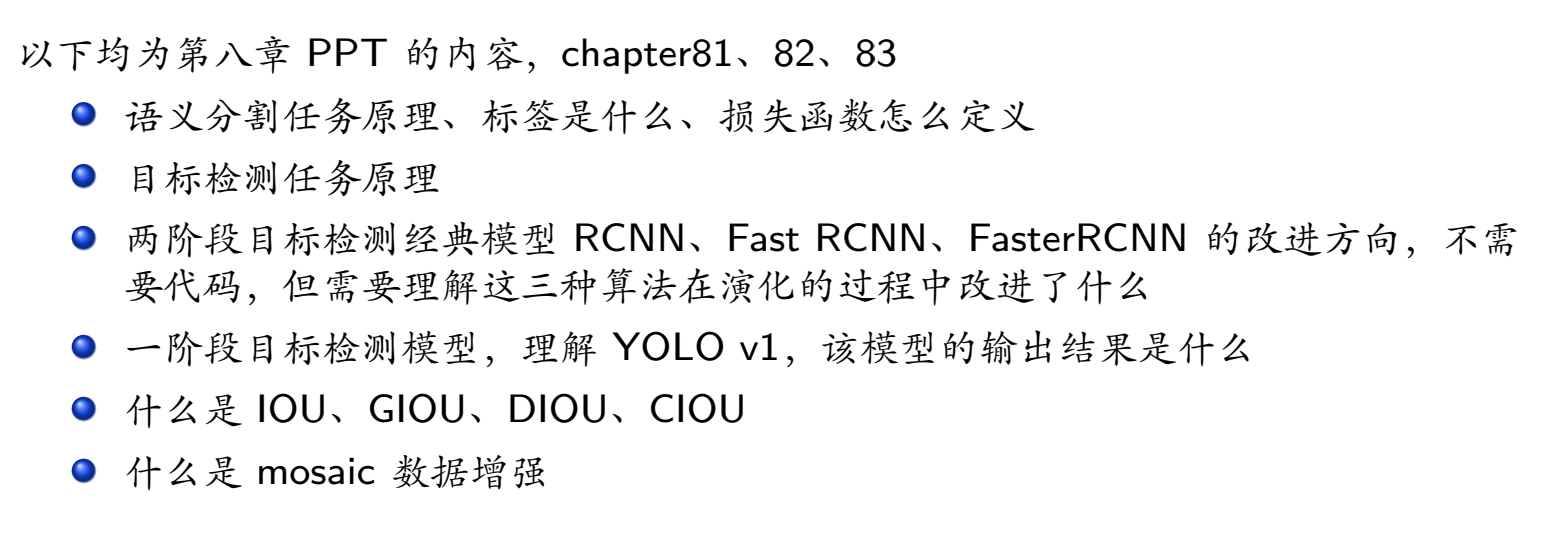 以下均为第八章 PPT 的内容，chapter81、82、83
语义分割任务原理、标签是什么、损失函数怎么定义
目标检测任务原理
两阶段目标检测经典模型 RCNN、Fast RCNN、FasterRCNN 的改进方向，不需
要代码，但需要理解这三种算法在演化的过程中改进了什么
一阶段目标检测模型，理解 YOLO v1，该模型的输出结果是什么
什么是 IOU、GIOU、DIOU、CIOU
什么是 mosaic 数据增强